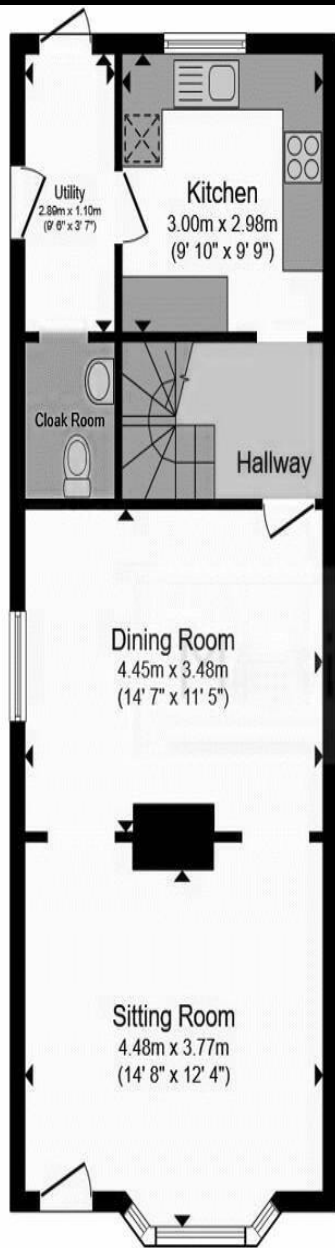 Utility
2.89m x 1.10m
(9' 6" x 3' 7")
Kitchen
3.00m x 2.98m
(9' 10" x 9' 9")
Cloak Room
Hallway
Dining Room
4.45m x 3.48m
(14' 7" x 11' 5")
Sitting Room
4.48m x 3.77m
(14' 8" x 12' 4")